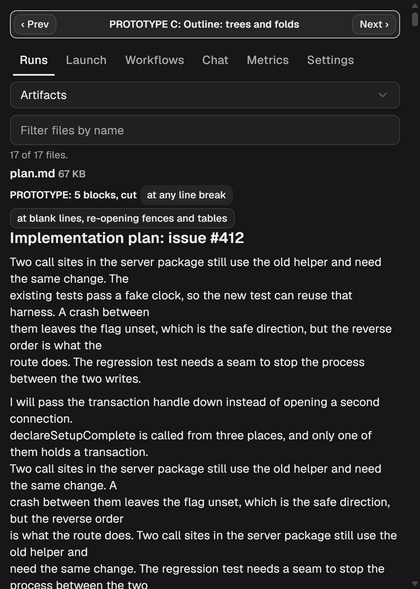 ‹ Prev
PROTOTYPE C: Outline: trees and folds
Next ›
Runs
Launch
Workflows
Chat
Metrics
Settings
Artifacts
Filter files by name
17 of 17 files.
plan.md 67 KB
PROTOTYPE: 5 blocks, cut at any line break
at blank lines, re-opening fences and tables
Implementation plan: issue #412
Two call sites in the server package still use the old helper and need
the same change. The
existing tests pass a fake clock, so the new test can reuse that
harness. A crash between
them leaves the flag unset, which is the safe direction, but the reverse
order is what the
route does. The regression test needs a seam to stop the process
between the two writes.
I will pass the transaction handle down instead of opening a second
connection.
declareSetupComplete is called from three places, and only one of
them holds a transaction.
Two call sites in the server package still use the old helper and need
the same change. A
crash between them leaves the flag unset, which is the safe direction,
but the reverse order
is what the route does. Two call sites in the server package still use the
old helper and
need the same change. The regression test needs a seam to stop the
process between the two